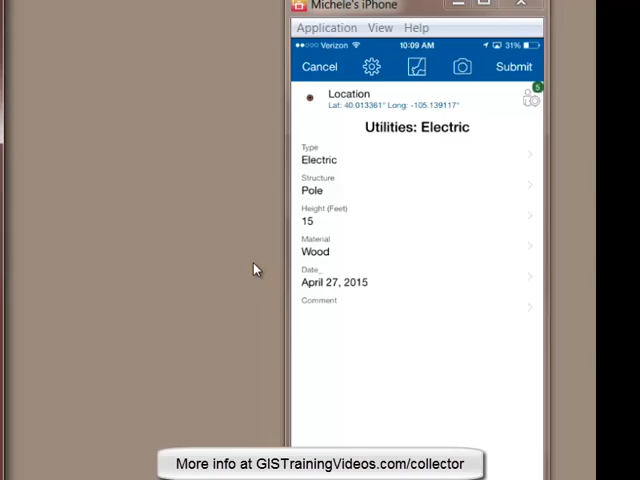 Michele's iPhone
Application View Help
Verizon 10:09 AM 31%
Cancel Submit
Location
5
Lat: 40.013361° Long: -105.139117°
Utilities: Electric
Type
Electric
Structure
Pole
Height (Feet)
15
Material
Wood
Date_
April 27, 2015
Comment
More info at GISTrainingVideos.com/collector